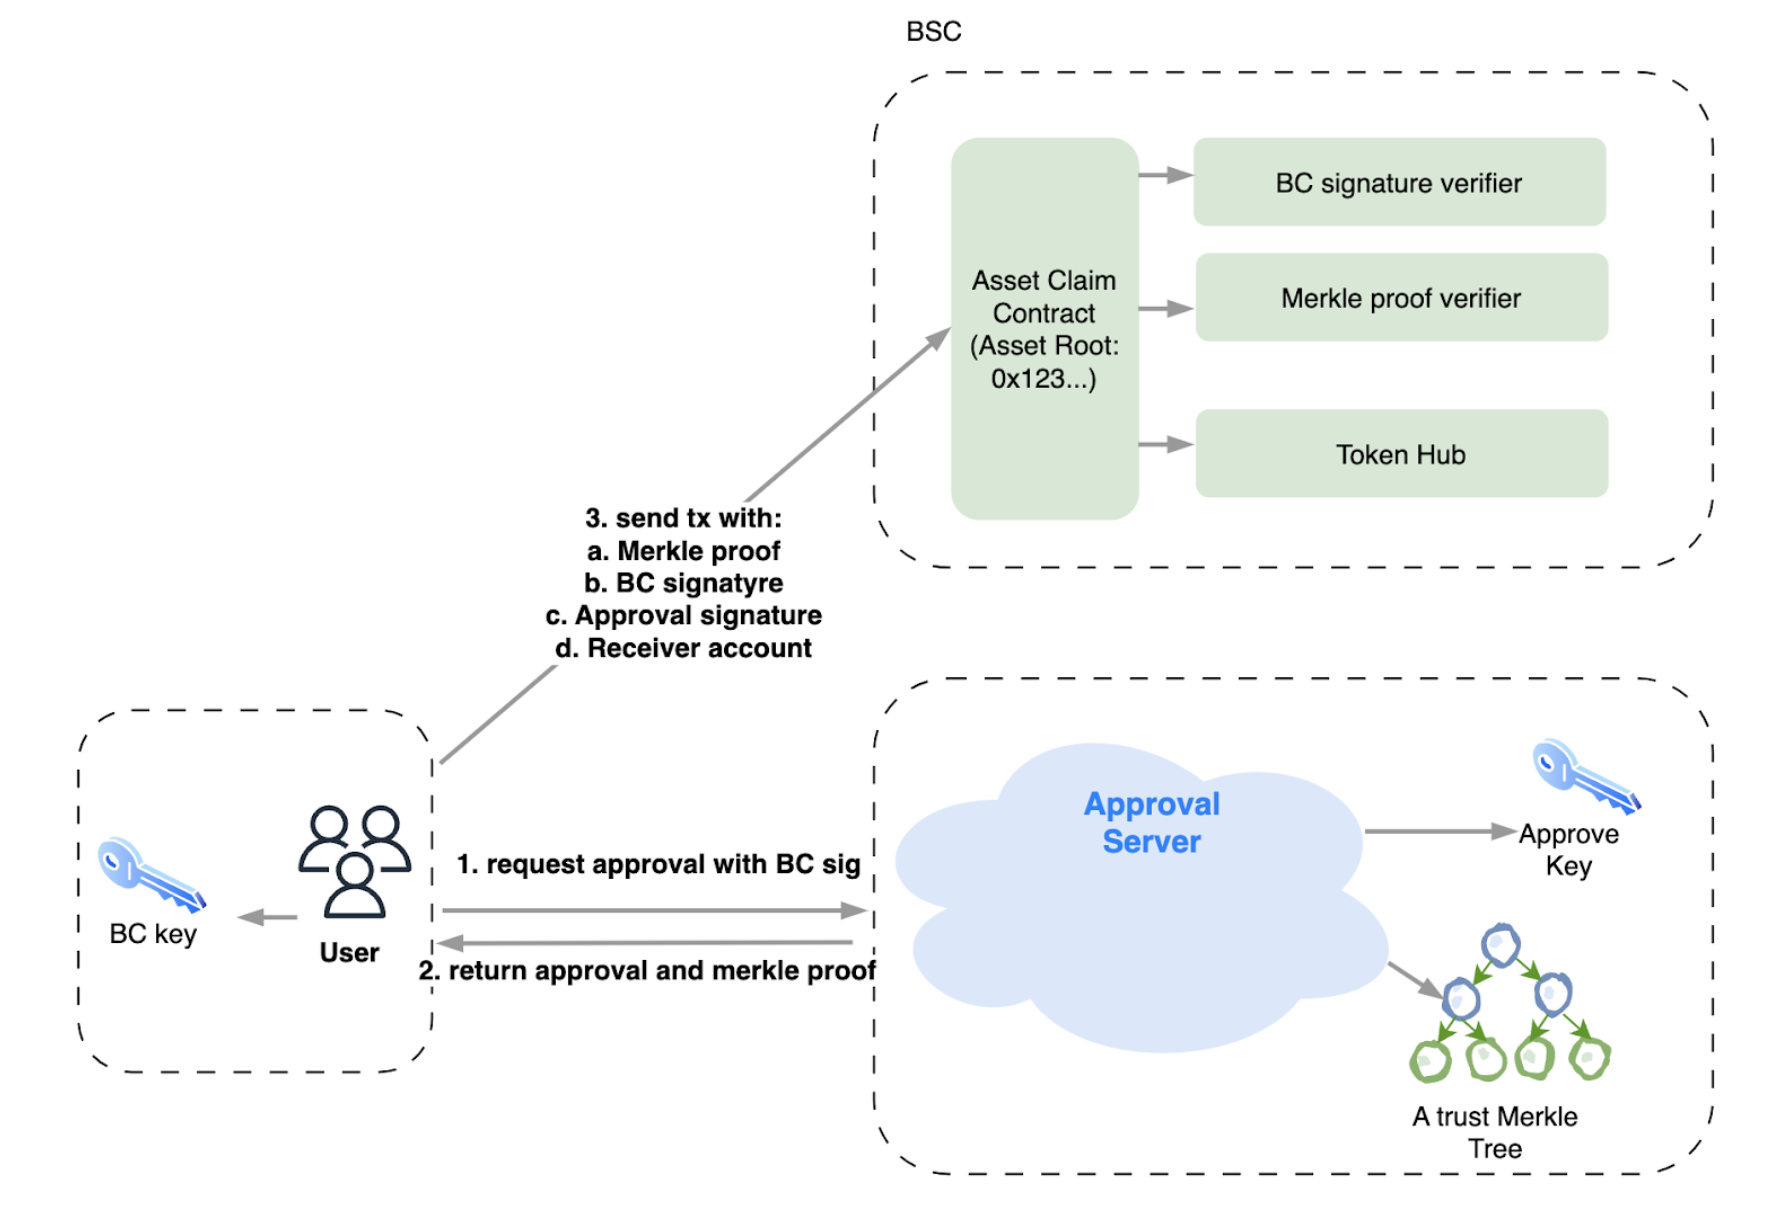 BSC
BC signature verifier
Asset Claim
Contract
(Asset Root:
0x123...)
Merkle proof verifier
Token Hub
3. send tx with:
a. Merkle proof
b. BC signatyre
c. Approval signature
d. Receiver account
BC key
User
1. request approval with BC sig
2. return approval and merkle proof
Approval
Server
Approve
Key
A trust Merkle
Tree